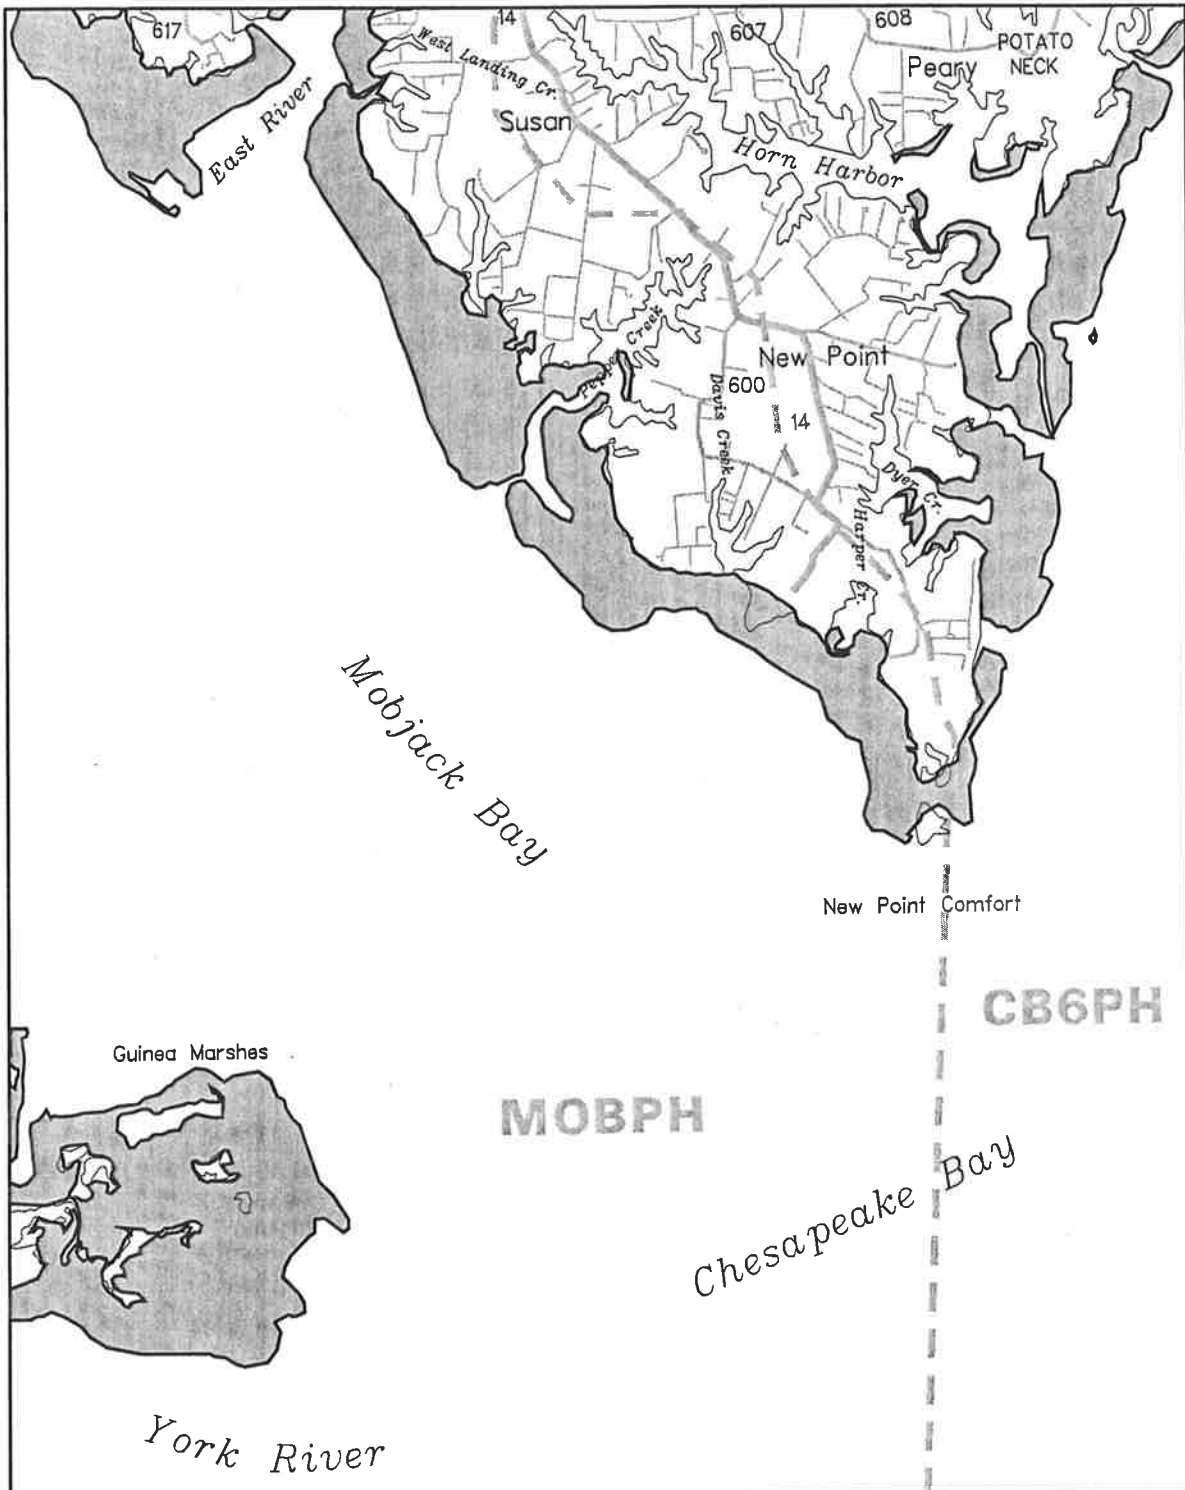 14
617
607
608
POTATO
NECK
Peary
West Landing Cr.
East River
Susan
Horn Harbor
Pepper Creek
New Point
600
Davis Creek
14
Dyer Cr.
Harper Cr.
Mobjack Bay
New Point Comfort
CB6PH
Guinea Marshes
MOBPH
Chesapeake Bay
York River